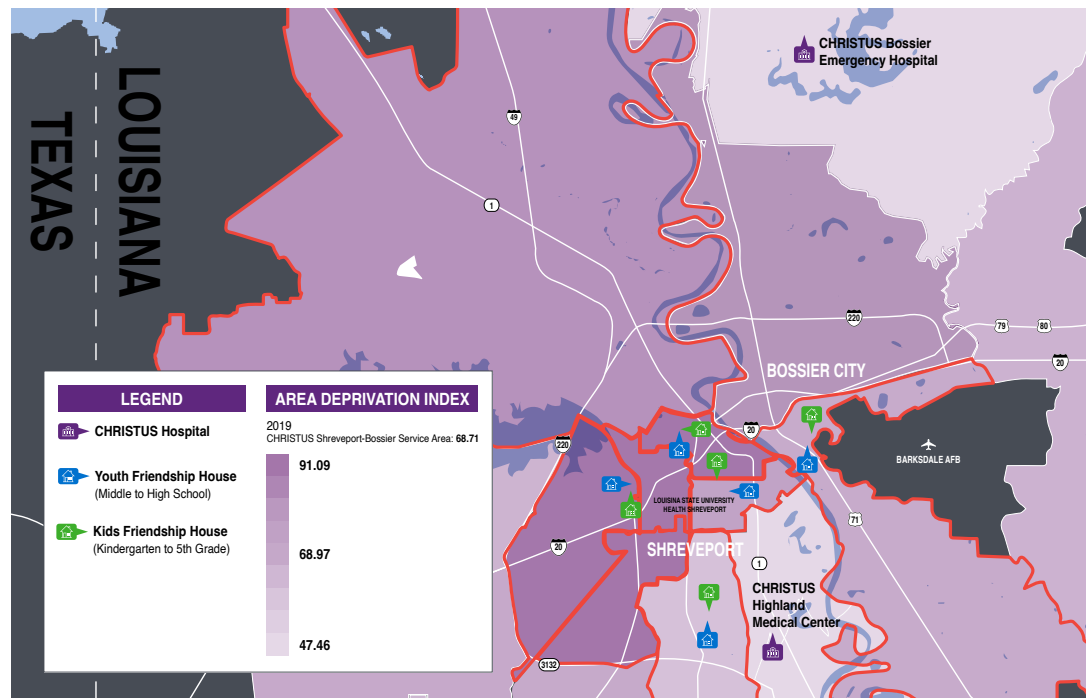 LOUISIANA
TEXAS
CHRISTUS Bossier
Emergency Hospital
49
1
220
79
80
20
BOSSIER CITY
LEGEND
CHRISTUS Hospital
Youth Friendship House
(Middle to High School)
Kids Friendship House
(Kindergarten to 5th Grade)
AREA DEPRIVATION INDEX
2019
CHRISTUS Shreveport-Bossier Service Area: 68.71
91.09
68.97
47.46
220
20
BARKSDALE AFB
LOUISINA STATE UNIVERSITY
HEALTH SHREVEPORT
71
20
SHREVEPORT
1
CHRISTUS
Highland
Medical Center
3132